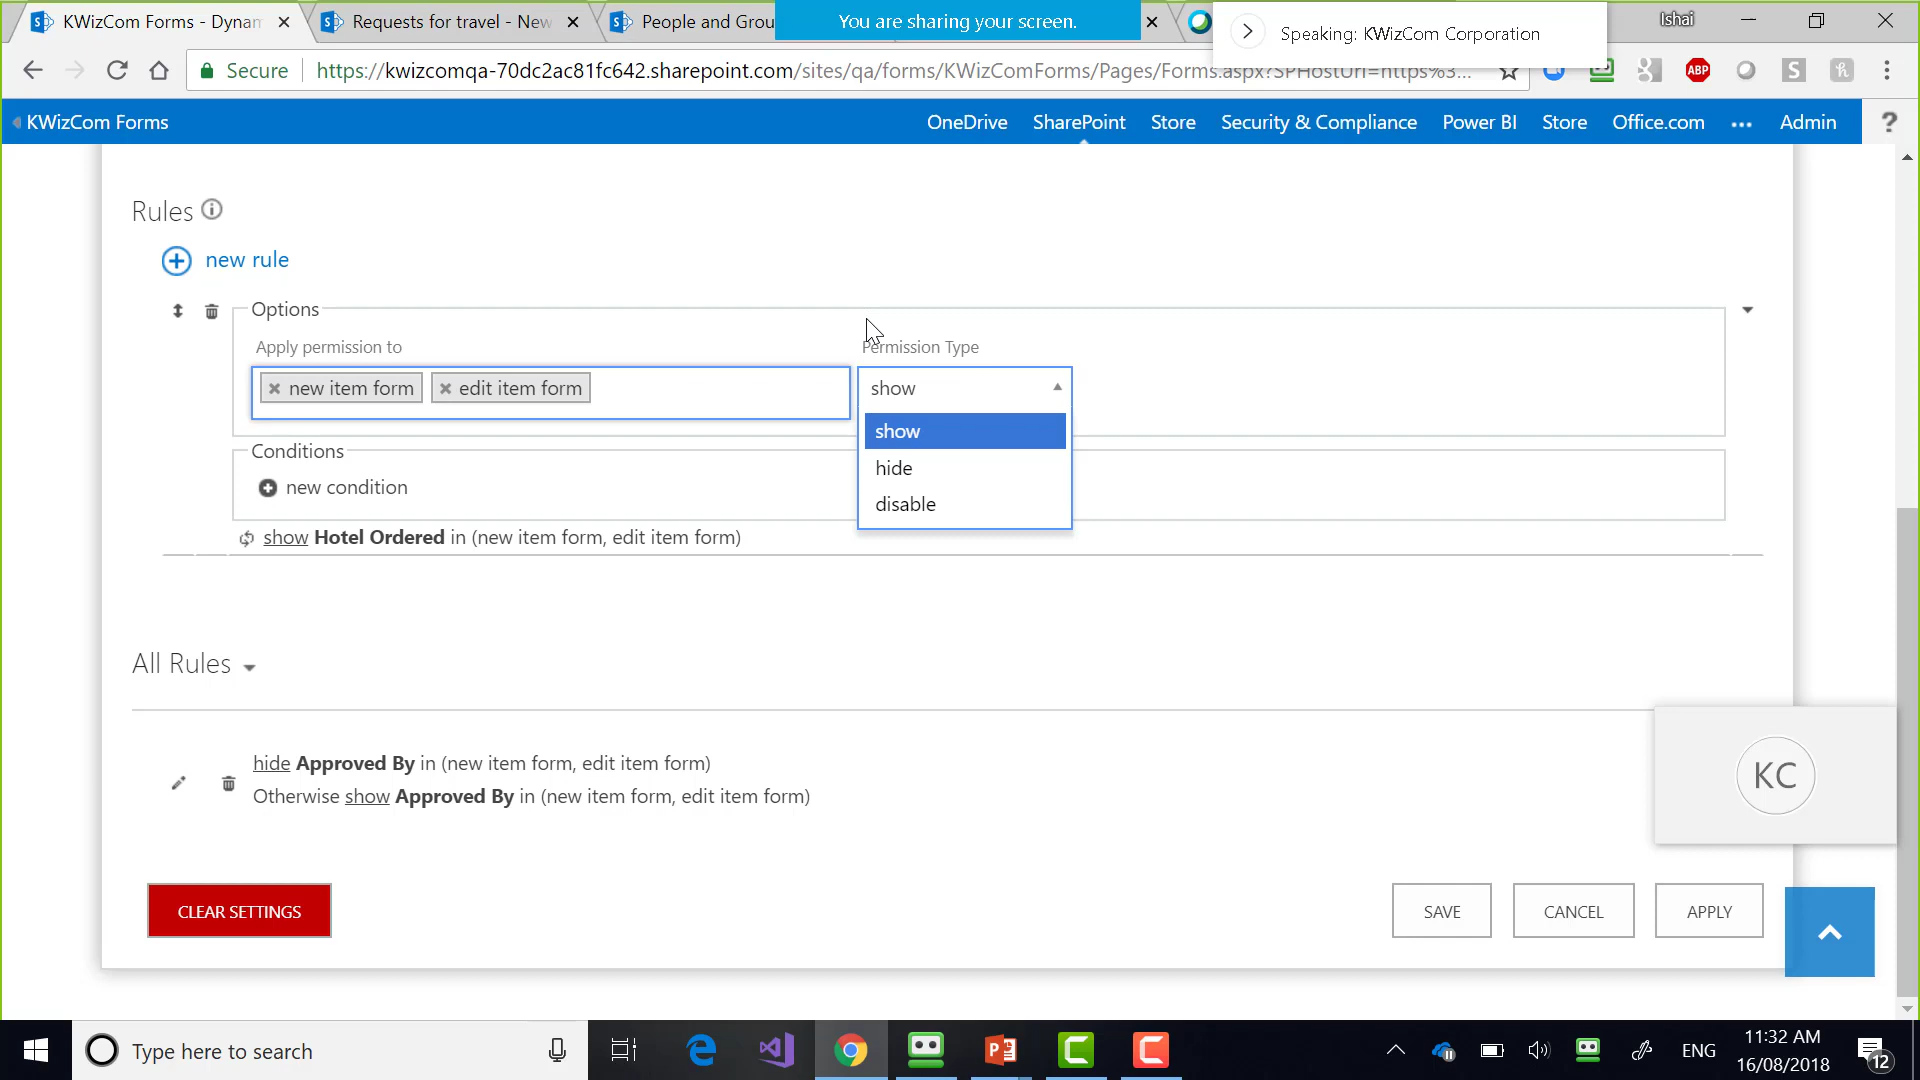 KWizCom Forms - Dynam
Requests for travel - New
People and Grou
You are sharing your screen.
Speaking: KWizCom Corporation
Ishai
Secure
https://kwizcomqa-70dc2ac81fc642.sharepoint.com/sites/qa/forms/KWizComForms/Pages/Forms.aspx?SPHostUrl=https%3...
ABP
KWizCom Forms
OneDrive
SharePoint
Store
Security & Compliance
Power BI
Store
Office.com
Admin
?
Rules
new rule
Options
Apply permission to
Permission Type
new item form
edit item form
show
show
hide
disable
Conditions
new condition
show Hotel Ordered in (new item form, edit item form)
All Rules
hide Approved By in (new item form, edit item form)
Otherwise show Approved By in (new item form, edit item form)
KC
CLEAR SETTINGS
SAVE
CANCEL
APPLY
Type here to search
ENG
11:32 AM
16/08/2018
12